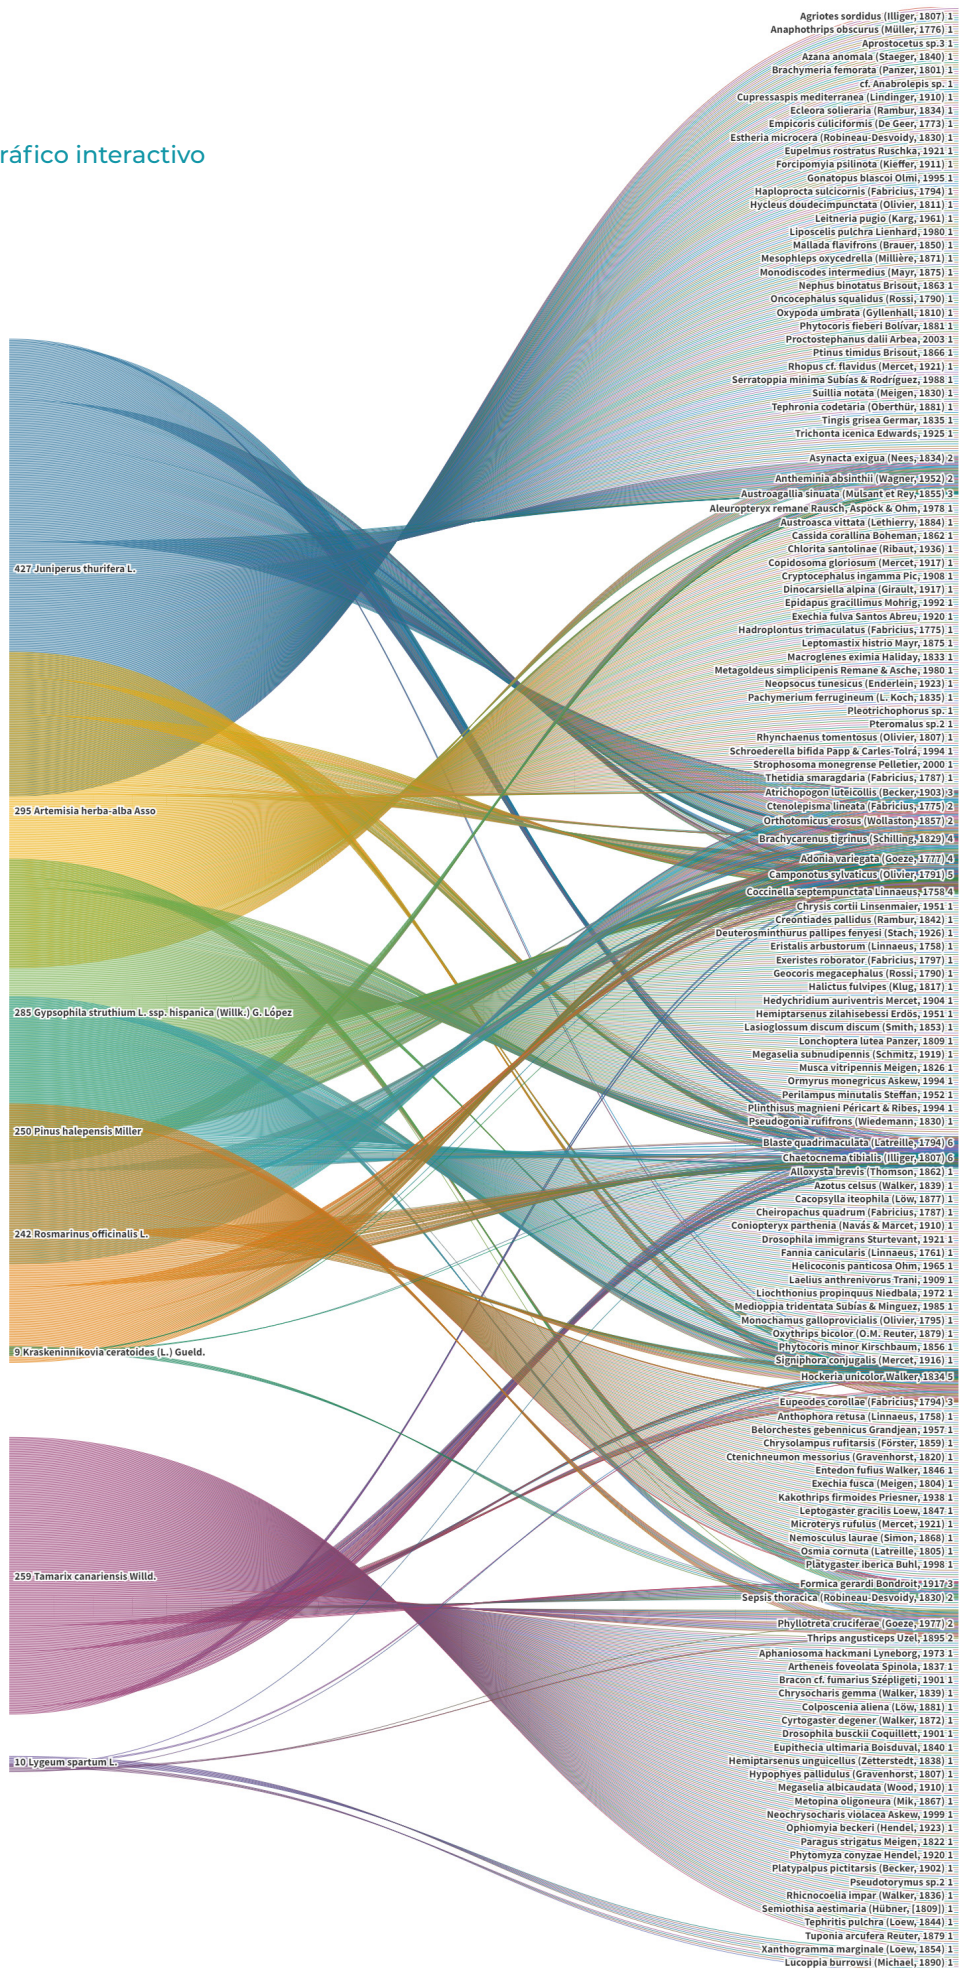 ráfico interactivo
427 Juniperus thurifera L.
295 Artemisia herba-alba Asso
285 Gypsophila struthium L. ssp. hispanica (Willk.) G. López
250 Pinus halepensis Miller
242 Rosmarinus officinalis L.
9 Kraskeninnikovia ceratoides (L.) Gueld.
259 Tamarix canariensis Willd.
10 Lygeum spartum L.
Agriotes sordidus (Illiger, 1807) 1
Anaphothrips obscurus (Müller, 1776) 1
Aprostocetus sp.3 1
Azana anomala (Staeger, 1840) 1
Brachymeria femorata (Panzer, 1801) 1
cf. Anabrolepis sp. 1
Cupressaspis mediterranea (Lindinger, 1910) 1
Ecleora solieraria (Rambur, 1834) 1
Empicoris culiciformis (De Geer, 1773) 1
Estheria microcera (Robineau-Desvoidy, 1830) 1
Eupelmus rostratus Ruschka, 1921 1
Forcipomyia psilinota (Kieffer, 1911) 1
Gonatopus blascoi Olmi, 1995 1
Haploprocta sulcicornis (Fabricius, 1794) 1
Hycleus doudecimpunctata (Olivier, 1811) 1
Leitneria pugio (Karg, 1961) 1
Liposcelis pulchra Lienhard, 1980 1
Mallada flavifrons (Brauer, 1850) 1
Mesophleps oxycedrella (Millière, 1871) 1
Monodiscodes intermedius (Mayr, 1875) 1
Nephus binotatus Brisout, 1863 1
Oncocephalus squalidus (Rossi, 1790) 1
Oxypoda umbrata (Gyllenhall, 1810) 1
Phytocoris fieberi Bolívar, 1881 1
Proctostephanus dalii Arbea, 2003 1
Ptinus timidus Brisout, 1866 1
Rhopus cf. flavidus (Mercet, 1921) 1
Serratoppia minima Subías & Rodríguez, 1988 1
Suillia notata (Meigen, 1830) 1
Tephronia codetaria (Oberthür, 1881) 1
Tingis grisea Germar, 1835 1
Trichonta icenica Edwards, 1925 1
Asynacta exigua (Nees, 1834) 2
Antheminia absinthii (Wagner, 1952) 2
Austroagallia sinuata (Mulsant et Rey, 1855) 3
Aleuropteryx remane Rausch, Aspöck & Ohm, 1978 1
Austroasca vittata (Lethierry, 1884) 1
Cassida corallina Boheman, 1862 1
Chlorita santolinae (Ribaut, 1936) 1
Copidosoma gloriosum (Mercet, 1917) 1
Cryptocephalus ingamma Pic, 1908 1
Dinocarsiella alpina (Girault, 1917) 1
Epidapus gracillimus Mohrig, 1992 1
Exechia fulva Santos Abreu, 1920 1
Hadroplontus trimaculatus (Fabricius, 1775) 1
Leptomastix histrio Mayr, 1875 1
Macroglenes eximia Haliday, 1833 1
Metagoldeus simplicipenis Remane & Asche, 1980 1
Neopsocus tunesicus (Enderlein, 1923) 1
Pachymerium ferrugineum (L. Koch, 1835) 1
Pleotrichophorus sp. 1
Pteromalus sp.2 1
Rhynchaenus tomentosus (Olivier, 1807) 1
Schroederella bifida Papp & Carles-Tolrá, 1994 1
Strophosoma monegrense Pelletier, 2000 1
Thetidia smaragdaria (Fabricius, 1787) 1
Atrichopogon luteicollis (Becker, 1903) 3
Ctenolepisma lineata (Fabricius, 1775) 2
Orthotomicus erosus (Wollaston, 1857) 2
Brachycarenus tigrinus (Schilling, 1829) 4
Adonia variegata (Goeze, 1777) 4
Camponotus sylvaticus (Olivier, 1791) 5
Coccinella septempunctata Linnaeus, 1758 4
Chrysis cortii Linsenmaier, 1951 1
Creontiades pallidus (Rambur, 1842) 1
Deuterosminthurus pallipes fenyesi (Stach, 1926) 1
Eristalis arbustorum (Linnaeus, 1758) 1
Exeristes roborator (Fabricius, 1797) 1
Geocoris megacephalus (Rossi, 1790) 1
Halictus fulvipes (Klug, 1817) 1
Hedychridium auriventris Mercet, 1904 1
Hemiptarsenus zilahisebessi Erdös, 1951 1
Lasioglossum discum discum (Smith, 1853) 1
Lonchoptera lutea Panzer, 1809 1
Megaselia subnudipennis (Schmitz, 1919) 1
Musca vitripennis Meigen, 1826 1
Ormyrus monegricus Askew, 1994 1
Perilampus minutalis Steffan, 1952 1
Plinthisus magnieni Péricart & Ribes, 1994 1
Pseudogonia rufifrons (Wiedemann, 1830) 1
Blaste quadrimaculata (Latreille, 1794) 6
Chaetocnema tibialis (Illiger, 1807) 6
Alloxysta brevis (Thomson, 1862) 1
Azotus celsus (Walker, 1839) 1
Cacopsylla iteophila (Löw, 1877) 1
Cheiropachus quadrum (Fabricius, 1787) 1
Coniopteryx parthenia (Navás & Marcet, 1910) 1
Drosophila immigrans Sturtevant, 1921 1
Fannia canicularis (Linnaeus, 1761) 1
Helicoconis panticosa Ohm, 1965 1
Laelius anthrenivorus Trani, 1909 1
Liochthonius propinquus Niedbala, 1972 1
Medioppia tridentata Subías & Minguez, 1985 1
Monochamus galloprovicialis (Olivier, 1795) 1
Oxythrips bicolor (O.M. Reuter, 1879) 1
Phytocoris minor Kirschbaum, 1856 1
Signiphora conjugalis (Mercet, 1916) 1
Hockeria unicolor Walker, 1834 5
Eupeodes corollae (Fabricius, 1794) 3
Anthophora retusa (Linnaeus, 1758) 1
Belorchestes gebennicus Grandjean, 1957 1
Chrysolampus rufitarsis (Förster, 1859) 1
Ctenichneumon messorius (Gravenhorst, 1820) 1
Entedon fufius Walker, 1846 1
Exechia fusca (Meigen, 1804) 1
Kakothrips firmoides Priesner, 1938 1
Leptogaster gracilis Loew, 1847 1
Microterys rufulus (Mercet, 1921) 1
Nemosculus laurae (Simon, 1868) 1
Osmia cornuta (Latreille, 1805) 1
Platygaster iberica Buhl, 1998 1
Formica gerardi Bondroit, 1917 3
Sepsis thoracica (Robineau-Desvoidy, 1830) 2
Phyllotreta cruciferae (Goeze, 1977) 2
Thrips angusticeps Uzel, 1895 2
Aphaniosoma hackmani Lyneborg, 1973 1
Artheneis foveolata Spinola, 1837 1
Bracon cf. fumarius Szépligeti, 1901 1
Chrysocharis gemma (Walker, 1839) 1
Colposcenia aliena (Löw, 1881) 1
Cyrtogaster degener (Walker, 1872) 1
Drosophila busckii Coquillett, 1901 1
Eupithecia ultimaria Boisduval, 1840 1
Hemiptarsenus unguicellus (Zetterstedt, 1838) 1
Hypophyes pallidulus (Gravenhorst, 1807) 1
Megaselia albicaudata (Wood, 1910) 1
Metopina oligoneura (Mik, 1867) 1
Neochrysocharis violacea Askew, 1999 1
Ophiomyia beckeri (Hendel, 1923) 1
Paragus strigatus Meigen, 1822 1
Phytomyza conyzae Hendel, 1920 1
Platypalpus pictitarsis (Becker, 1902) 1
Pseudotorymus sp.2 1
Rhicnocoelia impar (Walker, 1836) 1
Semiothisa aestimaria (Hübner, [1809]) 1
Tephritis pulchra (Loew, 1844) 1
Tuponia arcufera Reuter, 1879 1
Xanthogramma marginale (Loew, 1854) 1
Lucoppia burrowsi (Michael, 1890) 1